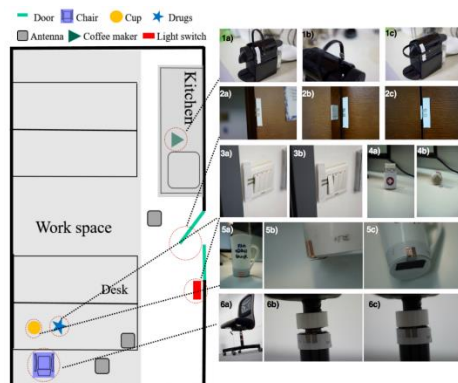 Door Chair Cup Drugs
Antenna Coffee maker Light switch
Kitchen
Work space
Desk
1a) 1b) 1c)
2a) 2b) 2c)
3a) 3b) 4a) 4b)
5a) 5b) 5c)
6a) 6b) 6c)